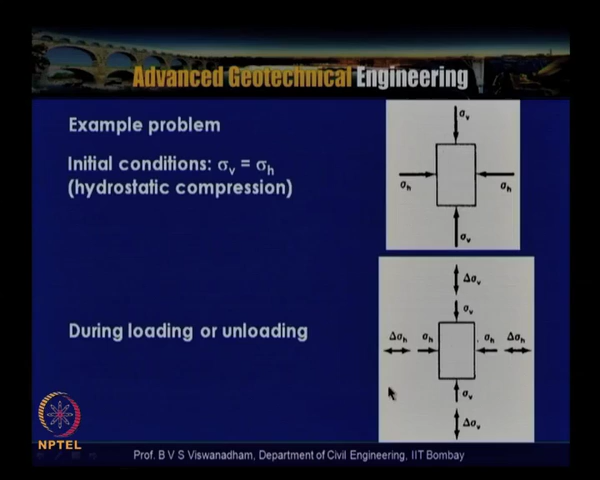 Advanced Geotechnical Engineering
Example problem
Initial conditions: σv = σh
(hydrostatic compression)
σv
σh
σh
σv
During loading or unloading
Δσv
σv
Δσh
σh
σh
Δσh
σv
Δσv
NPTEL
Prof. B V S Viswanadham, Department of Civil Engineering, IIT Bombay